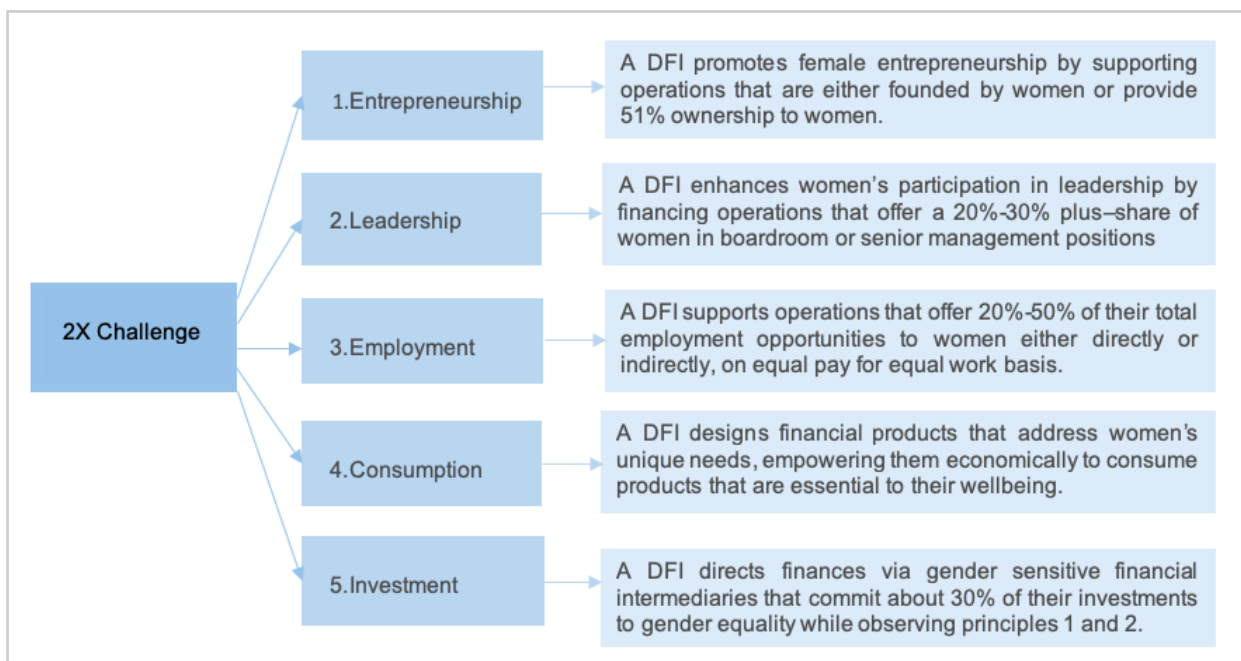 2X Challenge
1.Entrepreneurship
A DFI promotes female entrepreneurship by supporting
operations that are either founded by women or provide
51% ownership to women.
2.Leadership
A DFI enhances women’s participation in leadership by
financing operations that offer a 20%-30% plus–share of
women in boardroom or senior management positions
3.Employment
A DFI supports operations that offer 20%-50% of their total
employment opportunities to women either directly or
indirectly, on equal pay for equal work basis.
4.Consumption
A DFI designs financial products that address women’s
unique needs, empowering them economically to consume
products that are essential to their wellbeing.
5.Investment
A DFI directs finances via gender sensitive financial
intermediaries that commit about 30% of their investments
to gender equality while observing principles 1 and 2.